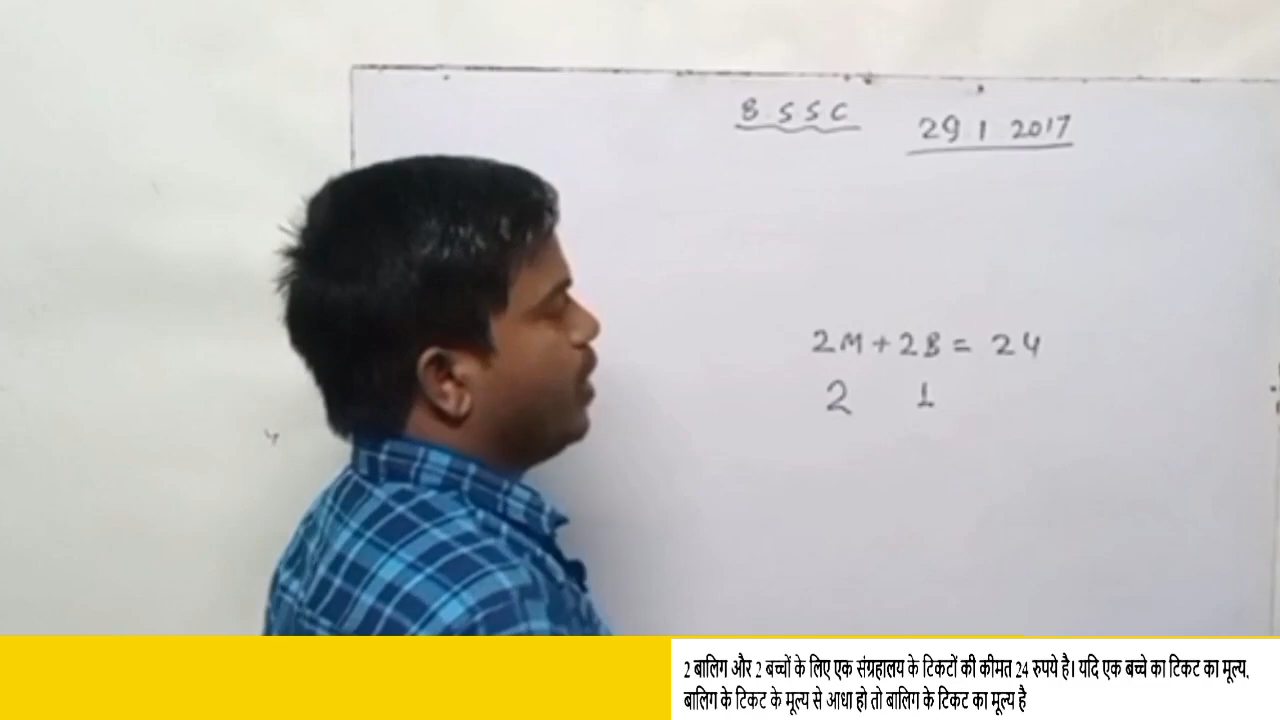 BSSC
29 1 2017
2M+2B = 24
2 1
2 बालिग और 2 बच्चों के लिए एक संग्रहालय के टिकटों की कीमत 24 रुपये है। यदि एक बच्चे का टिकट का मूल्य,
बालिग के टिकट के मूल्य से आधा हो तो बालिग के टिकट का मूल्य है